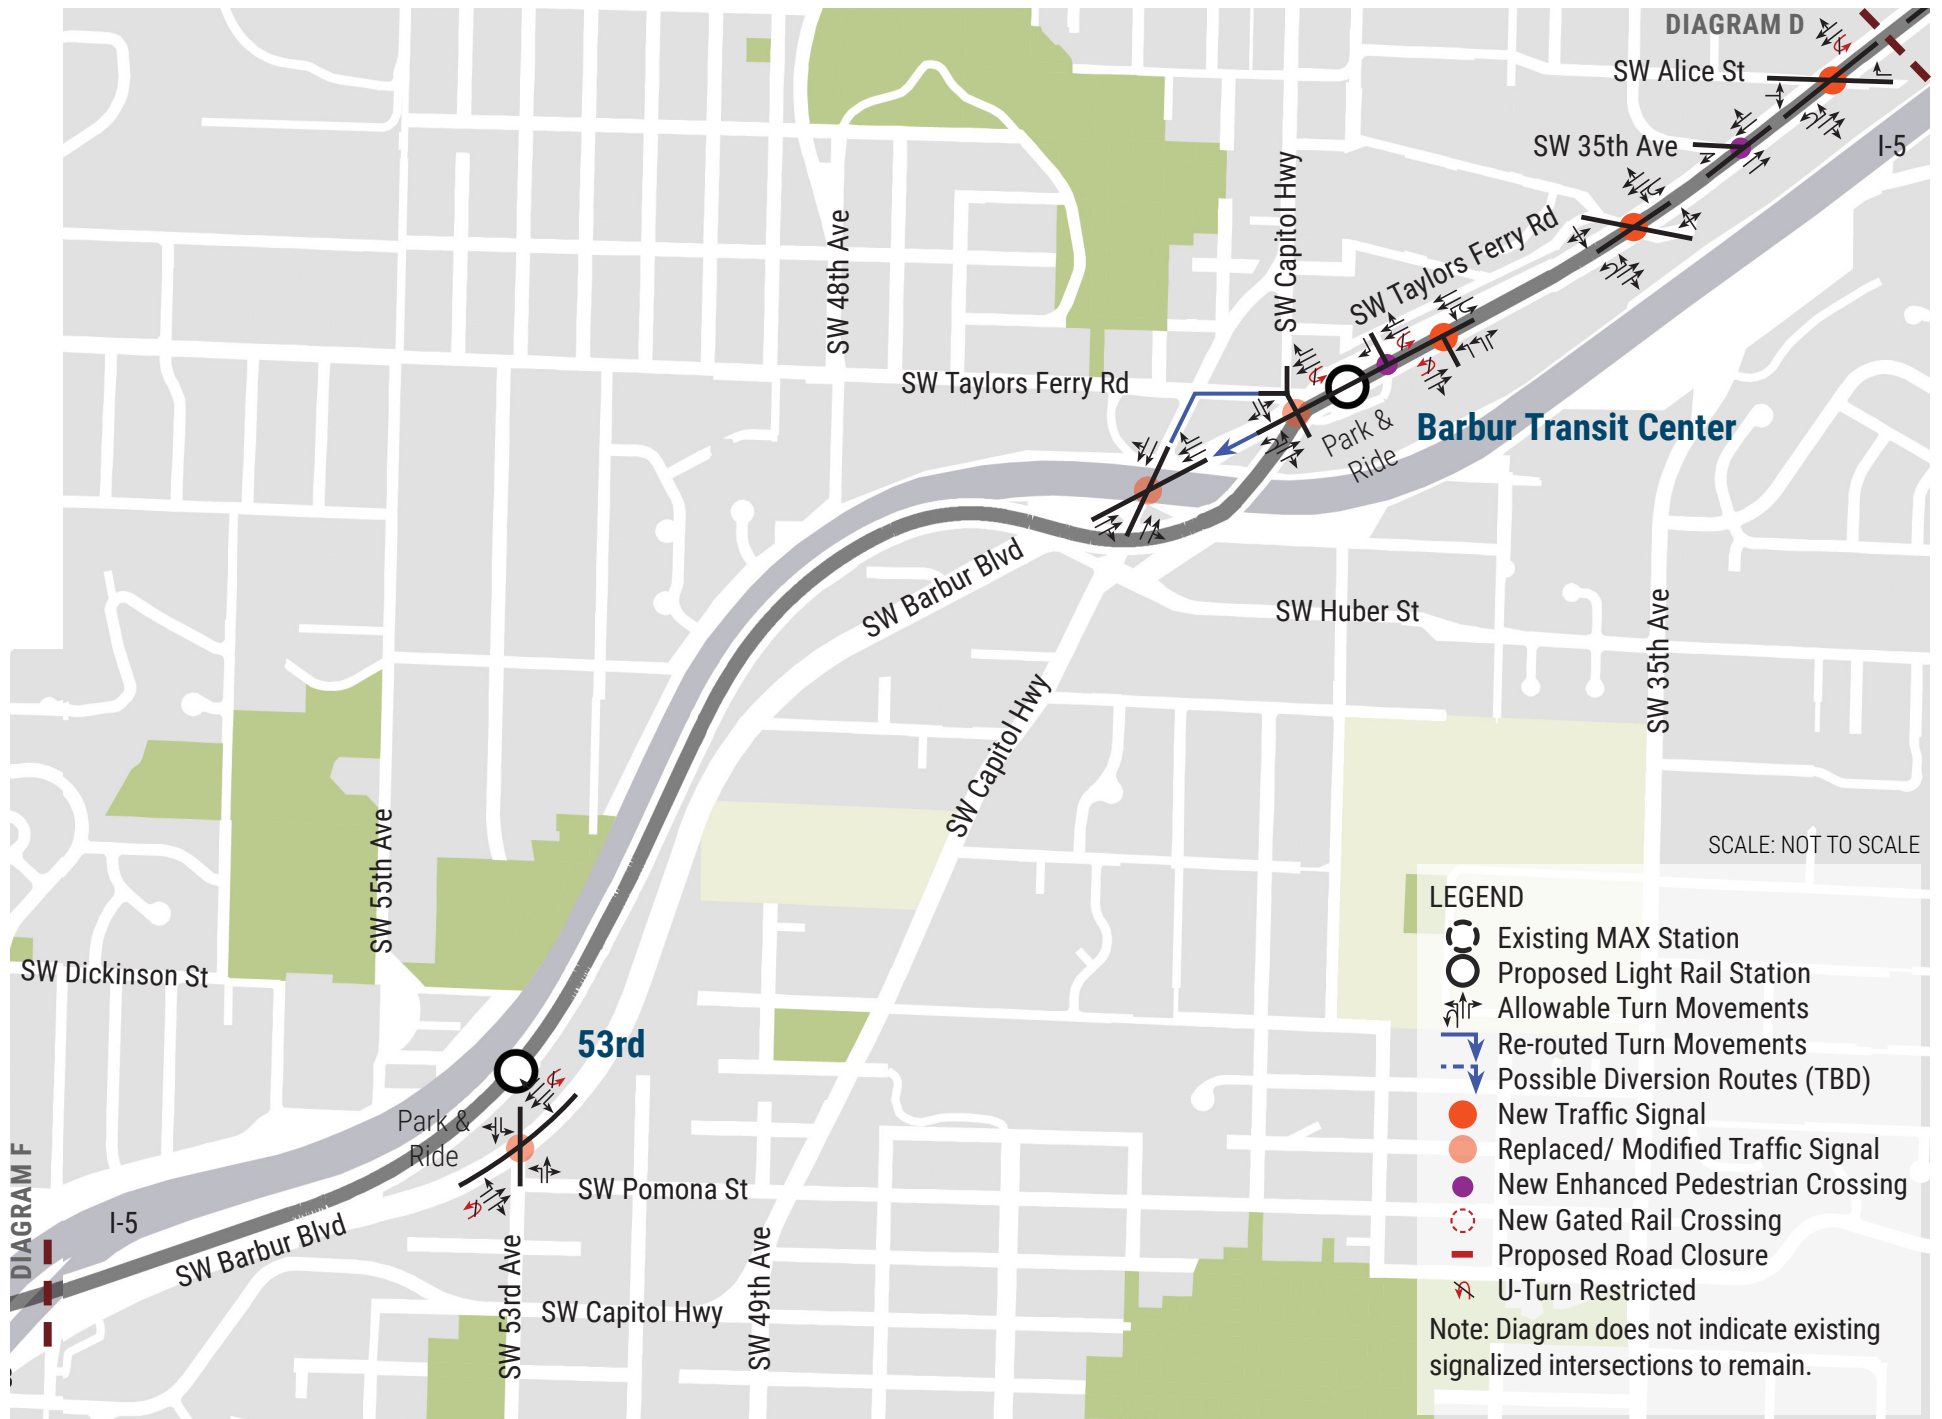 DIAGRAM D
SW Alice St
SW 35th Ave
I-5
SW Capitol Hwy
SW 48th Ave
SW Taylors Ferry Rd
SW Taylors Ferry Rd
Barbur Transit Center
Park &
Ride
SW Barbur Blvd
SW Huber St
SW 35th Ave
SW Capitol Hwy
SW 55th Ave
SW Dickinson St
53rd
Park &
Ride
SW Pomona St
DIAGRAM F
I-5
SW Barbur Blvd
SW 53rd Ave
SW Capitol Hwy
SW 49th Ave
SCALE: NOT TO SCALE
LEGEND
Existing MAX Station
Proposed Light Rail Station
Allowable Turn Movements
Re-routed Turn Movements
Possible Diversion Routes (TBD)
New Traffic Signal
Replaced/ Modified Traffic Signal
New Enhanced Pedestrian Crossing
New Gated Rail Crossing
Proposed Road Closure
U-Turn Restricted
Note: Diagram does not indicate existing
signalized intersections to remain.